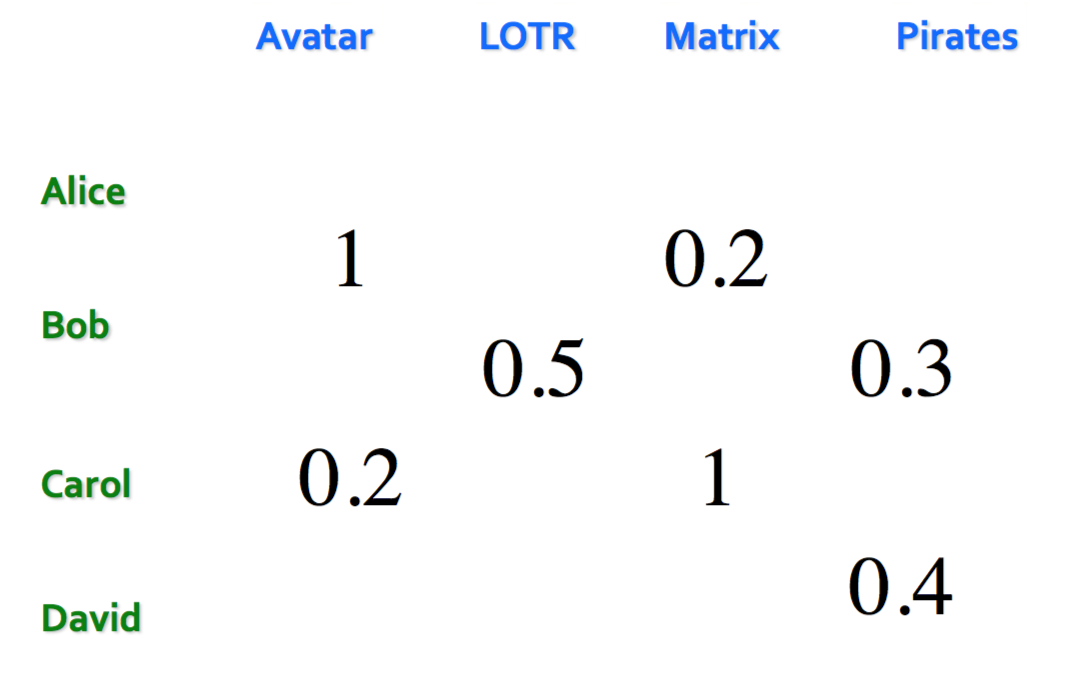 Avatar LOTR Matrix Pirates
Alice
1 0.2
Bob
0.5 0.3
Carol
0.2 1
0.4
David